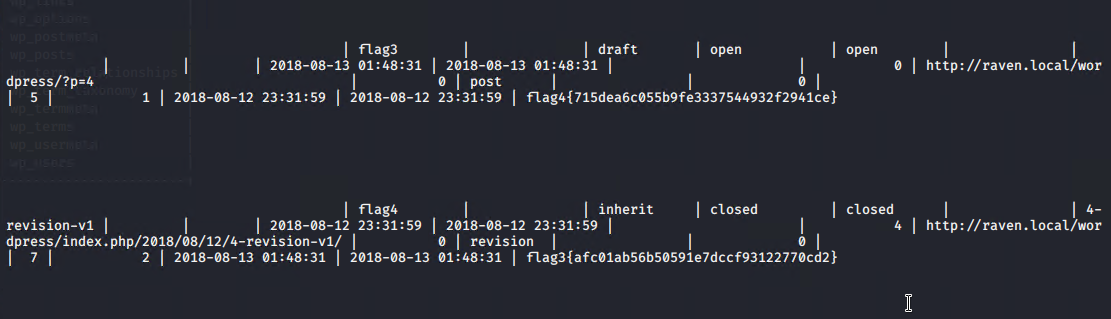 wp_links
wp_options
wp_postmeta
wp_posts
| flag3 | | draft | open | open | |
| | | 2018-08-13 01:48:31 | 2018-08-13 01:48:31 | | 0 | http://raven.local/wor
dpress/?p=4 | 0 | post | | 0 |
| 5 | 1 | 2018-08-12 23:31:59 | 2018-08-12 23:31:59 | flag4{715dea6c055b9fe3337544932f2941ce}
wp_termmeta
wp_terms
wp_usermeta
wp_users
| flag4 | | inherit | closed | closed | | 4-
revision-v1 | | | 2018-08-12 23:31:59 | 2018-08-12 23:31:59 | | 4 | http://raven.local/wor
dpress/index.php/2018/08/12/4-revision-v1/ | 0 | revision | | 0 |
| 7 | 2 | 2018-08-13 01:48:31 | 2018-08-13 01:48:31 | flag3{afc01ab56b50591e7dccf93122770cd2}